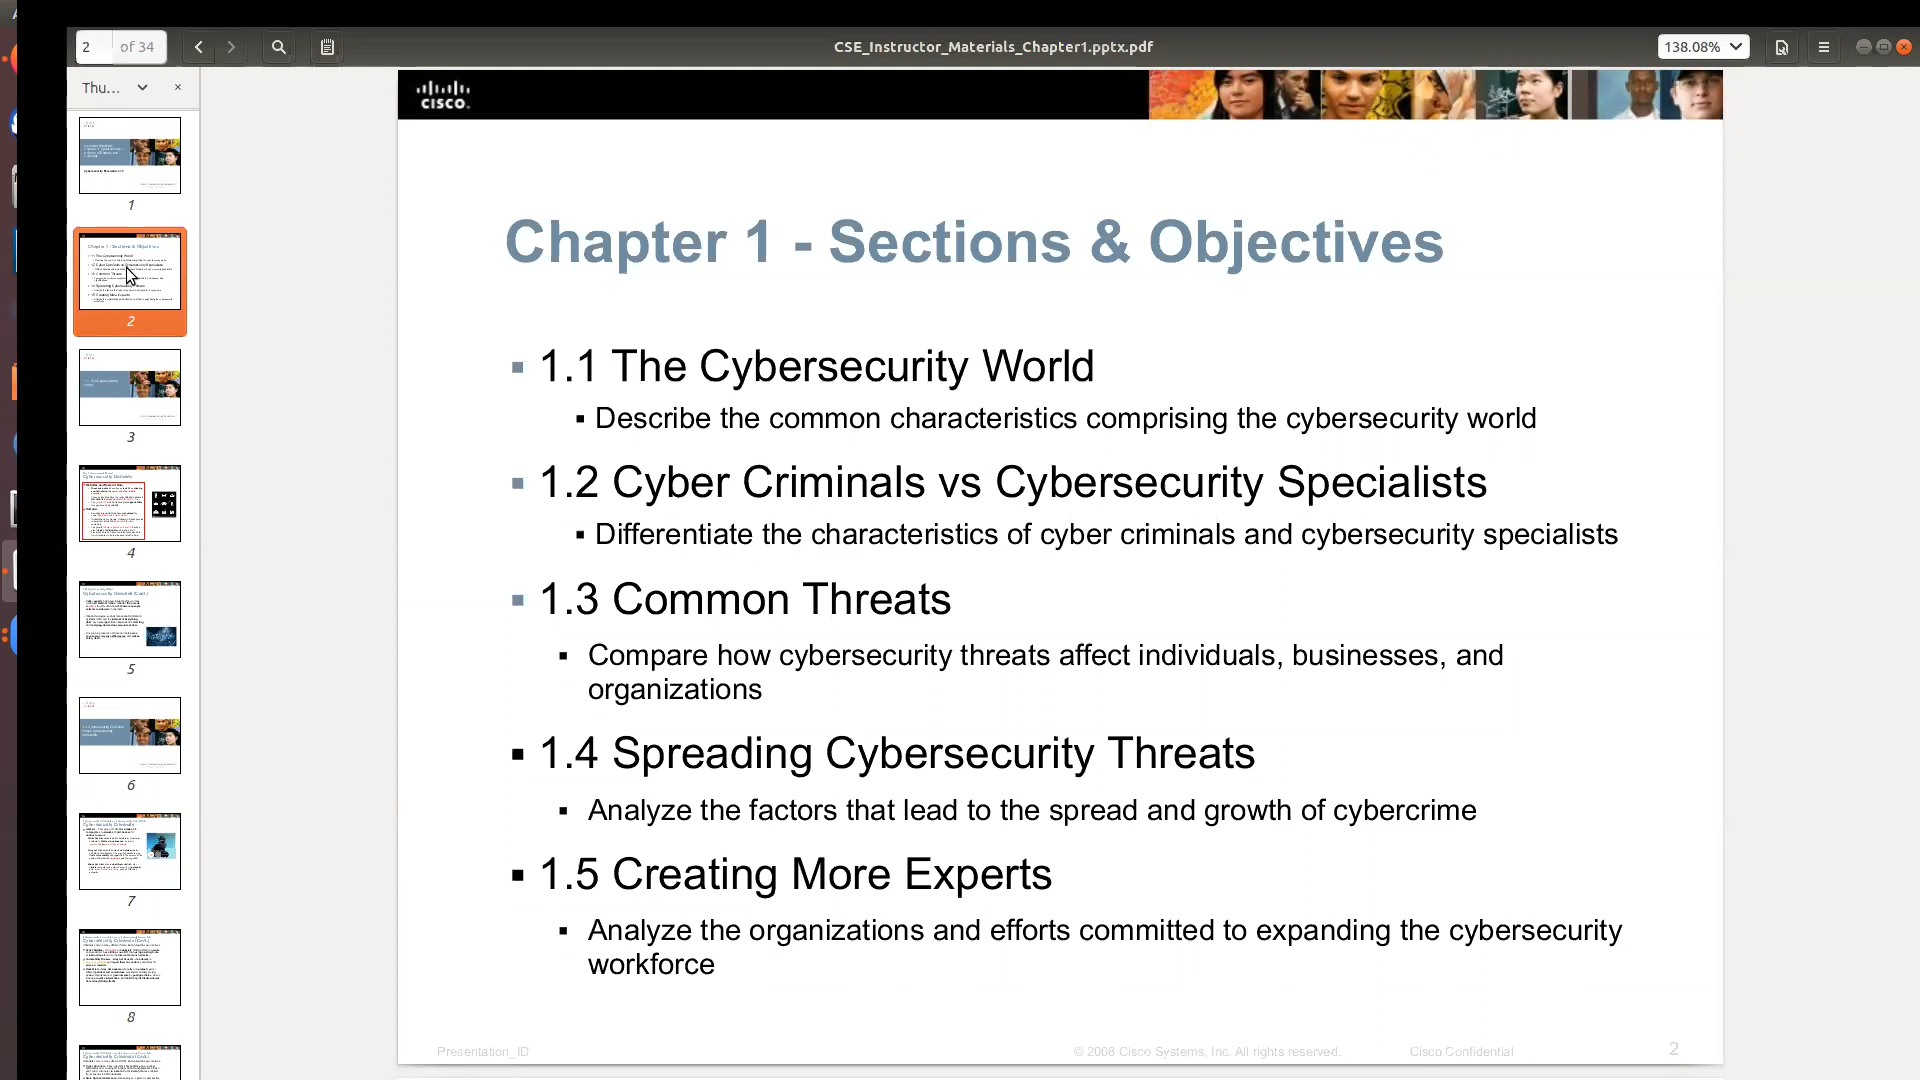 2 of 34
CSE_Instructor_Materials_Chapter1.pptx.pdf
138.08%
Thu...
CISCO
Chapter 1 - Sections & Objectives
1.1 The Cybersecurity World
Describe the common characteristics comprising the cybersecurity world
1.2 Cyber Criminals vs Cybersecurity Specialists
Differentiate the characteristics of cyber criminals and cybersecurity specialists
1.3 Common Threats
Compare how cybersecurity threats affect individuals, businesses, and
organizations
1.4 Spreading Cybersecurity Threats
Analyze the factors that lead to the spread and growth of cybercrime
1.5 Creating More Experts
Analyze the organizations and efforts committed to expanding the cybersecurity
workforce
Presentation_ID
© 2008 Cisco Systems, Inc. All rights reserved.
Cisco Confidential
2
1
Chapter 1 - Sections & Objectives
2
3
4
5
6
7
8